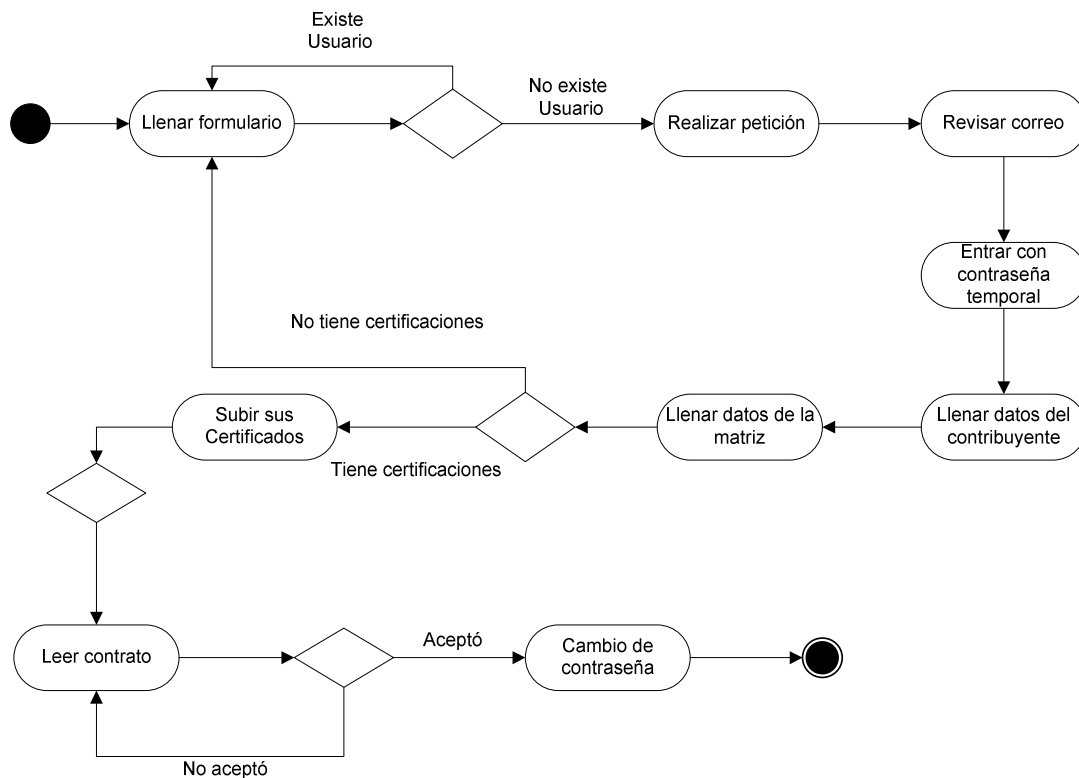 Existe
Usuario
No existe
Usuario
Llenar formulario
Realizar petición
Revisar correo
Entrar con
contraseña
temporal
No tiene certificaciones
Subir sus
Certificados
Tiene certificaciones
Llenar datos de la
matriz
Llenar datos del
contribuyente
Leer contrato
Aceptó
Cambio de
contraseña
No aceptó